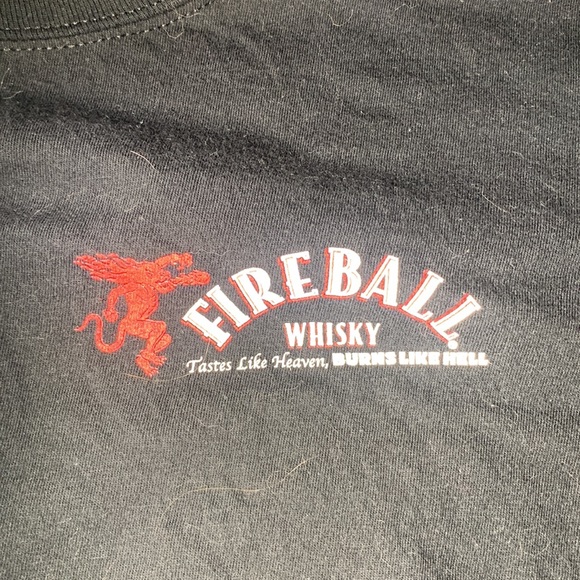 FIREBALL
WHISKY
Tastes Like Heaven, BURNS LIKE HELL